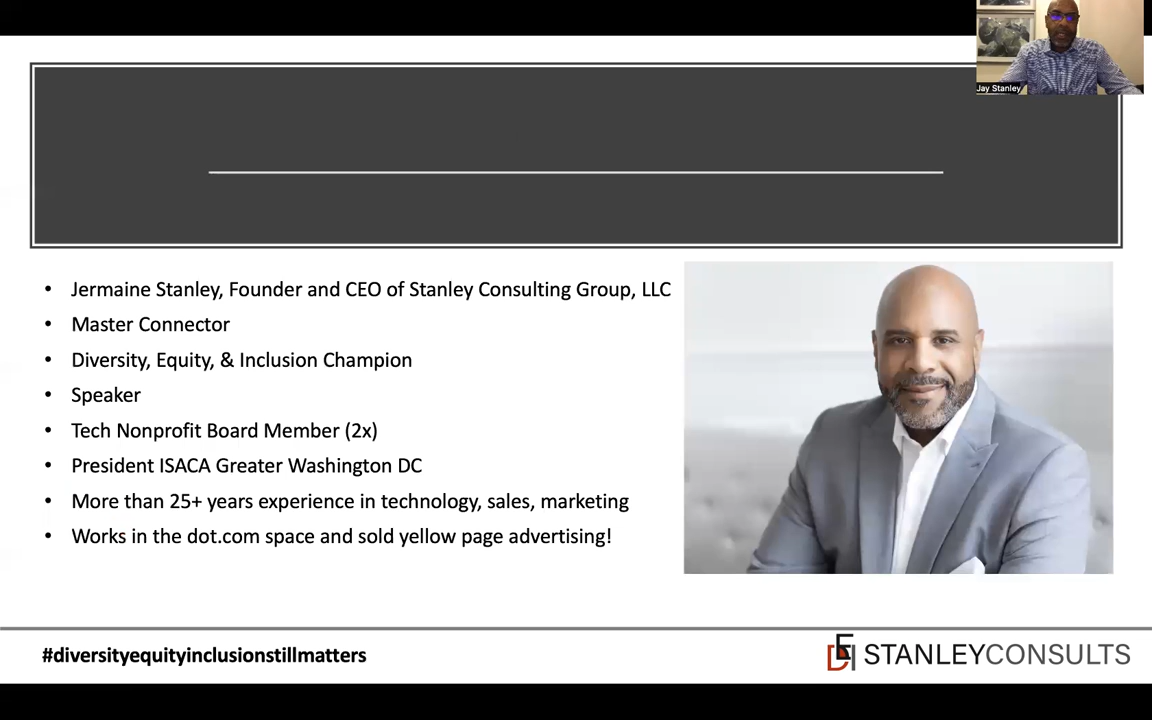 Jay Stanley
• Jermaine Stanley, Founder and CEO of Stanley Consulting Group, LLC
• Master Connector
• Diversity, Equity, & Inclusion Champion
• Speaker
• Tech Nonprofit Board Member (2x)
• President ISACA Greater Washington DC
• More than 25+ years experience in technology, sales, marketing
• Works in the dot.com space and sold yellow page advertising!
#diversityequityinclusionstillmatters
DEI STANLEYCONSULTS